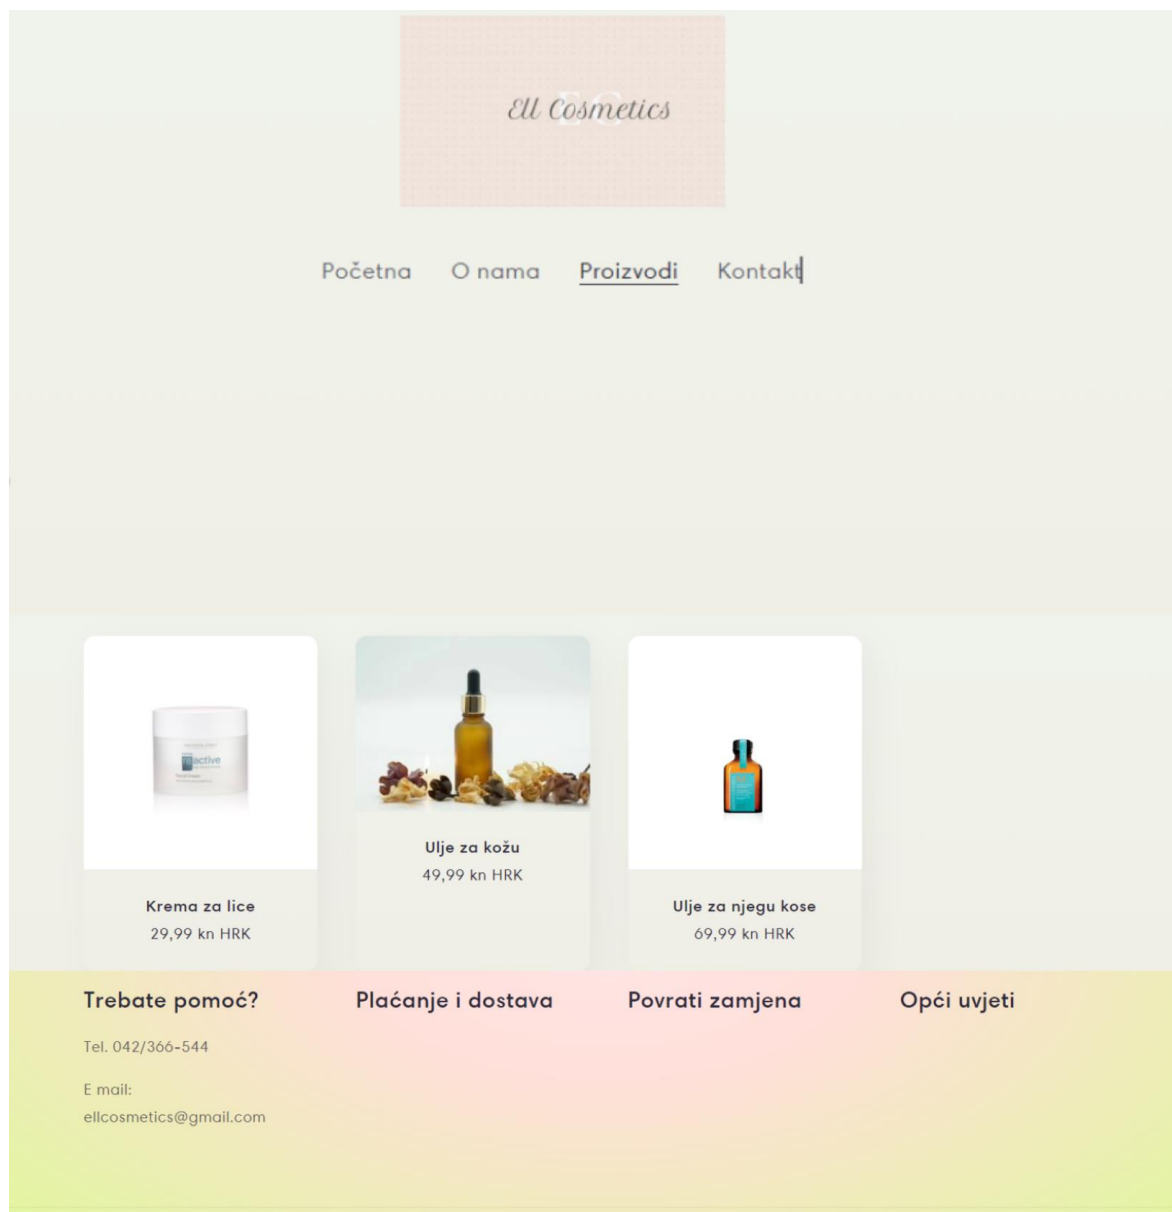 Ell Cosmetics
EC
Početna O nama Proizvodi Kontakt
active
Krema za lice
29,99 kn HRK
Ulje za kožu
49,99 kn HRK
Ulje za njegu kose
69,99 kn HRK
Trebate pomoć? Plaćanje i dostava Povrati zamjena Opći uvjeti
Tel. 042/366-544
E mail:
ellcosmetics@gmail.com